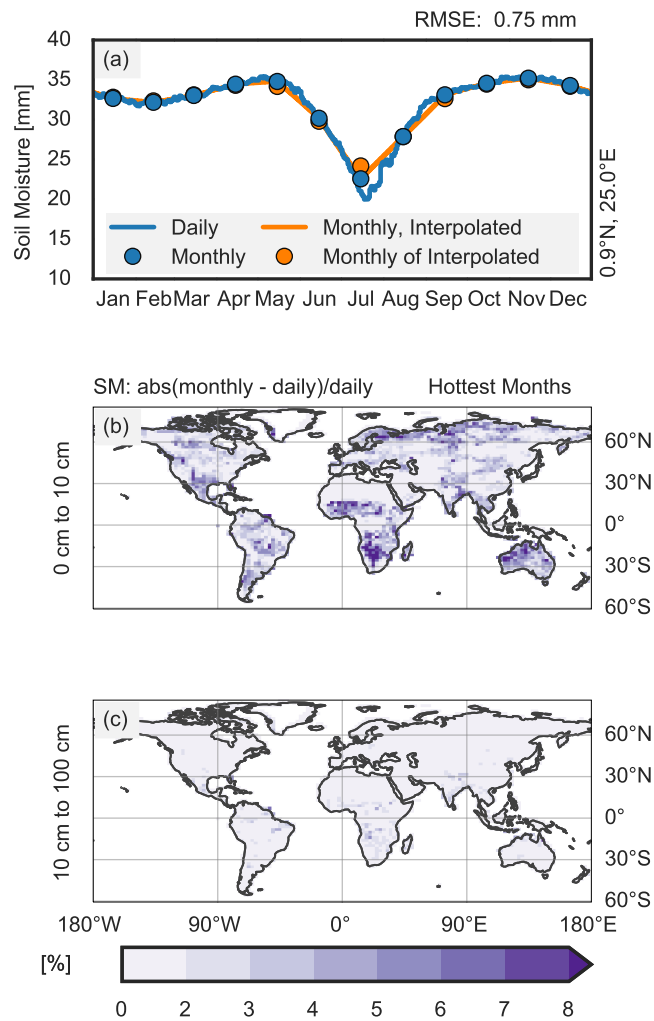 RMSE: 0.75 mm
(a)
40
35
30
25
20
15
10
Soil Moisture [mm]
0.9°N, 25.0°E
Daily
Monthly, Interpolated
Monthly
Monthly of Interpolated
Jan Feb Mar Apr May Jun Jul Aug Sep Oct Nov Dec
SM: abs(monthly - daily)/daily Hottest Months
(b)
0 cm to 10 cm
60°N
30°N
0°
30°S
60°S
(c)
10 cm to 100 cm
60°N
30°N
0°
30°S
60°S
180°W 90°W 0° 90°E 180°E
[%]
0 2 3 4 5 6 7 8